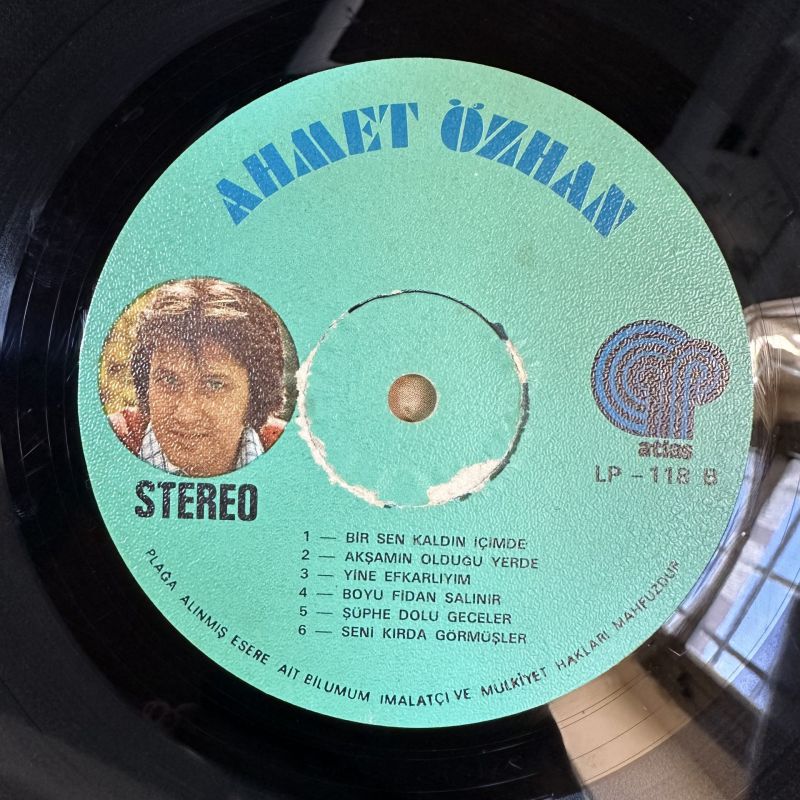 AHMET ÖZHAN
atlas
LP - 118 B
STEREO
1 — BİR SEN KALDIN İÇİMDE
2 — AKŞAMIN OLDUĞU YERDE
3 — YİNE EFKARLIYIM
4 — BOYU FİDAN SALINIR
5 — ŞÜPHE DOLU GECELER
6 — SENİ KIRDA GÖRMÜŞLER
PLAĞA ALINMIŞ ESERE AİT BİLUMUM İMALATÇI VE MÜLKİYET HAKLARI MAHFUZDUR